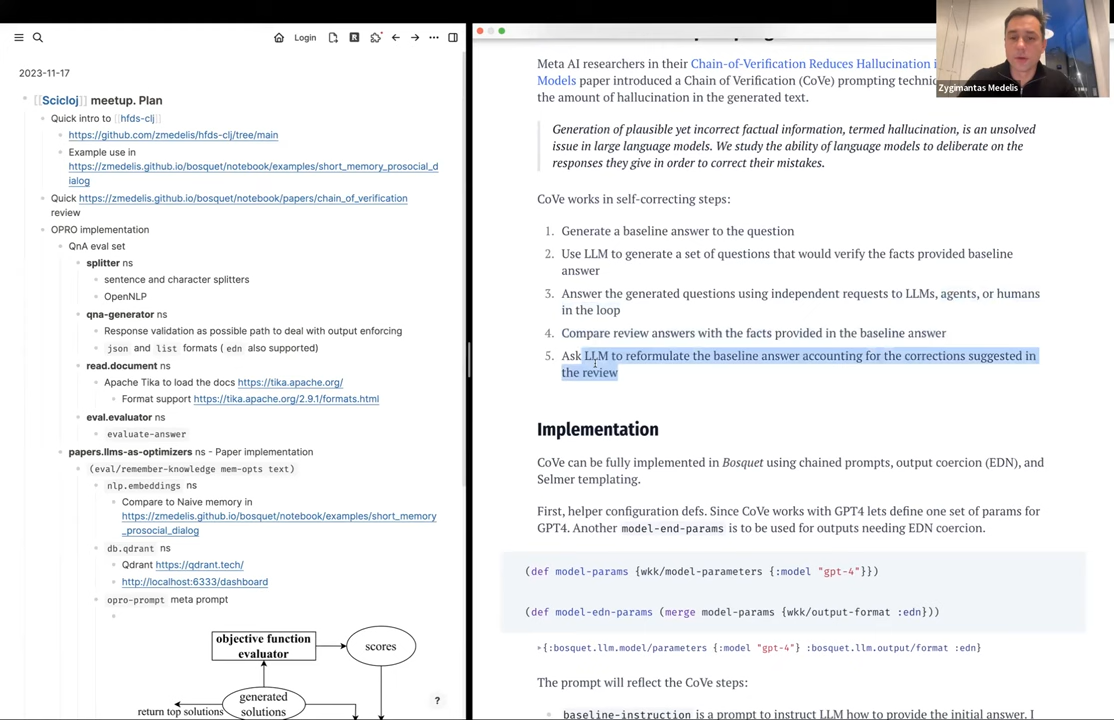 Login
2023-11-17
[[Scicloj]] meetup. Plan
Quick intro to [[hfds-clj]]
https://github.com/zmedelis/hfds-clj/tree/main
Example use in
https://zmedelis.github.io/bosquet/notebook/examples/short_memory_prosocial_d
ialog
Quick https://zmedelis.github.io/bosquet/notebook/papers/chain_of_verification
review
OPRO implementation
QnA eval set
splitter ns
sentence and character splitters
OpenNLP
qna-generator ns
Response validation as possible path to deal with output enforcing
json and list formats ( edn also supported)
read.document ns
Apache Tika to load the docs https://tika.apache.org/
Format support https://tika.apache.org/2.9.1/formats.html
eval.evaluator ns
evaluate-answer
papers.llms-as-optimizers ns - Paper implementation
(eval/remember-knowledge mem-opts text)
nlp.embeddings ns
Compare to Naive memory in
https://zmedelis.github.io/bosquet/notebook/examples/short_memory
_prosocial_dialog
db.qdrant ns
Qdrant https://qdrant.tech/
http://localhost:6333/dashboard
opro-prompt meta prompt
objective function
evaluator
scores
generated
solutions
return top solutions
?
Meta AI researchers in their Chain-of-Verification Reduces Hallucination i
Models paper introduced a Chain of Verification (CoVe) prompting techni
the amount of hallucination in the generated text.
Generation of plausible yet incorrect factual information, termed hallucination, is an unsolved
issue in large language models. We study the ability of language models to deliberate on the
responses they give in order to correct their mistakes.
CoVe works in self-correcting steps:
1. Generate a baseline answer to the question
2. Use LLM to generate a set of questions that would verify the facts provided baseline
answer
3. Answer the generated questions using independent requests to LLMs, agents, or humans
in the loop
4. Compare review answers with the facts provided in the baseline answer
5. Ask LLM to reformulate the baseline answer accounting for the corrections suggested in
the review
Implementation
CoVe can be fully implemented in Bosquet using chained prompts, output coercion (EDN), and
Selmer templating.
First, helper configuration defs. Since CoVe works with GPT4 lets define one set of params for
GPT4. Another model-end-params is to be used for outputs needing EDN coercion.
(def model-params {wkk/model-parameters {:model "gpt-4"}})
(def model-edn-params (merge model-params {wkk/output-format :edn}))
{:bosquet.llm.model/parameters {:model "gpt-4"} :bosquet.llm.output/format :edn}
The prompt will reflect the CoVe steps:
baseline-instruction is a prompt to instruct LLM how to provide the initial answer. I
Zygimantas Medelis